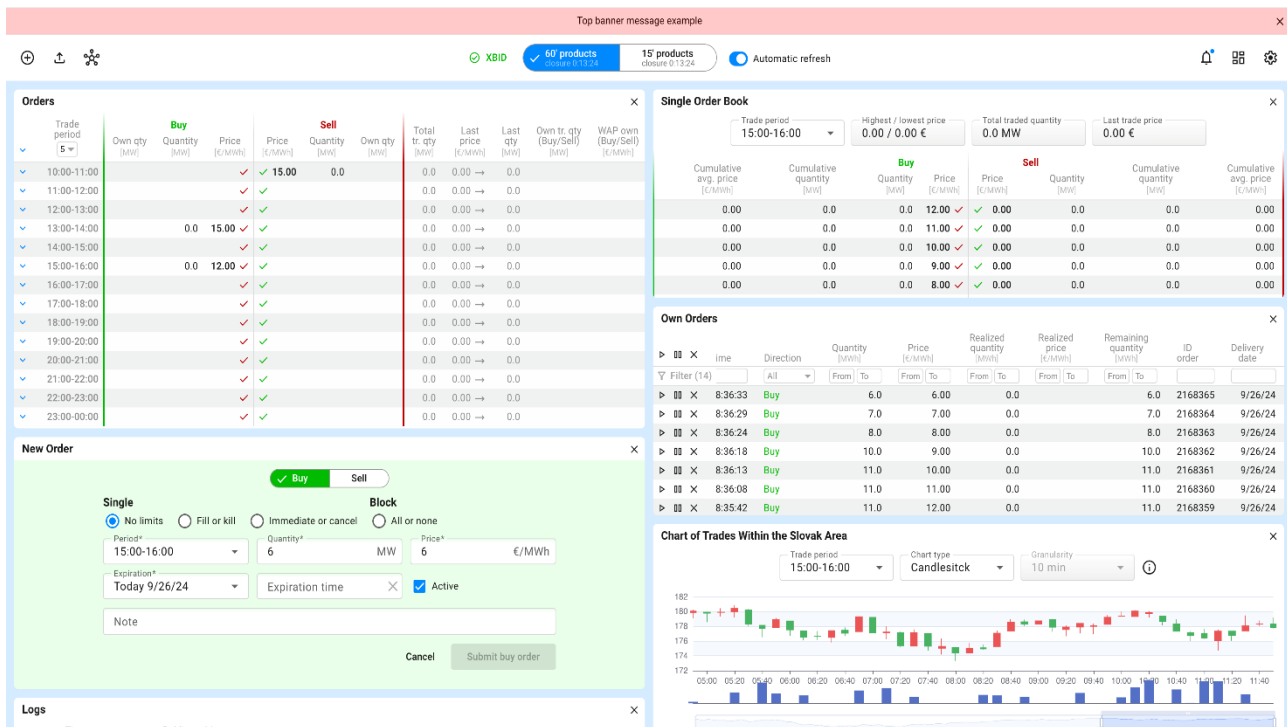 Top banner message example
XBID
60' products
closure 0:13:24
15' products
closure 0:13:24
Automatic refresh
Orders
Trade period
5
Buy
Sell
Own qty [MW]
Quantity [MW]
Price [€/MWh]
Price [€/MWh]
Quantity [MW]
Own qty [MW]
Total tr. qty [MW]
Last price [€/MWh]
Last qty [MW]
Own tr. qty (Buy/Sell) [MW]
WAP own (Buy/Sell) [€/MWh]
10:00-11:00 15.00 0.0 0.0 0.00 → 0.0
11:00-12:00 0.0 0.00 → 0.0
12:00-13:00 0.0 0.00 → 0.0
13:00-14:00 0.0 15.00 0.0 0.00 → 0.0
14:00-15:00 0.0 0.00 → 0.0
15:00-16:00 0.0 12.00 0.0 0.00 → 0.0
16:00-17:00 0.0 0.00 → 0.0
17:00-18:00 0.0 0.00 → 0.0
18:00-19:00 0.0 0.00 → 0.0
19:00-20:00 0.0 0.00 → 0.0
20:00-21:00 0.0 0.00 → 0.0
21:00-22:00 0.0 0.00 → 0.0
22:00-23:00 0.0 0.00 → 0.0
23:00-00:00 0.0 0.00 → 0.0
New Order
Buy
Sell
Single
Block
No limits
Fill or kill
Immediate or cancel
All or none
Period*
15:00-16:00
Quantity*
6 MW
Price*
6 €/MWh
Expiration*
Today 9/26/24
Expiration time
Active
Note
Cancel
Submit buy order
Logs
Single Order Book
Trade period
15:00-16:00
Highest / lowest price
0.00 / 0.00 €
Total traded quantity
0.0 MW
Last trade price
0.00 €
Buy
Sell
Cumulative avg. price [€/MWh]
Cumulative quantity [MW]
Quantity [MW]
Price [€/MWh]
Price [€/MWh]
Quantity [MW]
Cumulative quantity [MW]
Cumulative avg. price [€/MWh]
0.00 0.0 0.0 12.00 0.00 0.0 0.0 0.00
0.00 0.0 0.0 11.00 0.00 0.0 0.0 0.00
0.00 0.0 0.0 10.00 0.00 0.0 0.0 0.00
0.00 0.0 0.0 9.00 0.00 0.0 0.0 0.00
0.00 0.0 0.0 8.00 0.00 0.0 0.0 0.00
Own Orders
ime
Direction
Quantity [MWh]
Price [€/MWh]
Realized quantity [MWh]
Realized price [€/MWh]
Remaining quantity [MWh]
ID order
Delivery date
Filter (14) All From To From To From To From To From To
8:36:33 Buy 6.0 6.00 0.0 6.0 2168365 9/26/24
8:36:29 Buy 7.0 7.00 0.0 7.0 2168364 9/26/24
8:36:24 Buy 8.0 8.00 0.0 8.0 2168363 9/26/24
8:36:18 Buy 10.0 9.00 0.0 10.0 2168362 9/26/24
8:36:13 Buy 11.0 10.00 0.0 11.0 2168361 9/26/24
8:36:08 Buy 11.0 11.00 0.0 11.0 2168360 9/26/24
8:35:42 Buy 11.0 12.00 0.0 11.0 2168359 9/26/24
Chart of Trades Within the Slovak Area
Trade period
15:00-16:00
Chart type
Candlesitck
Granularity
10 min
182
180
178
176
174
172
05:00 05:20 05:40 06:00 06:20 06:40 07:00 07:20 07:40 08:00 08:20 08:40 09:00 09:20 09:40 10:00 10:20 10:40 11:00 11:20 11:40